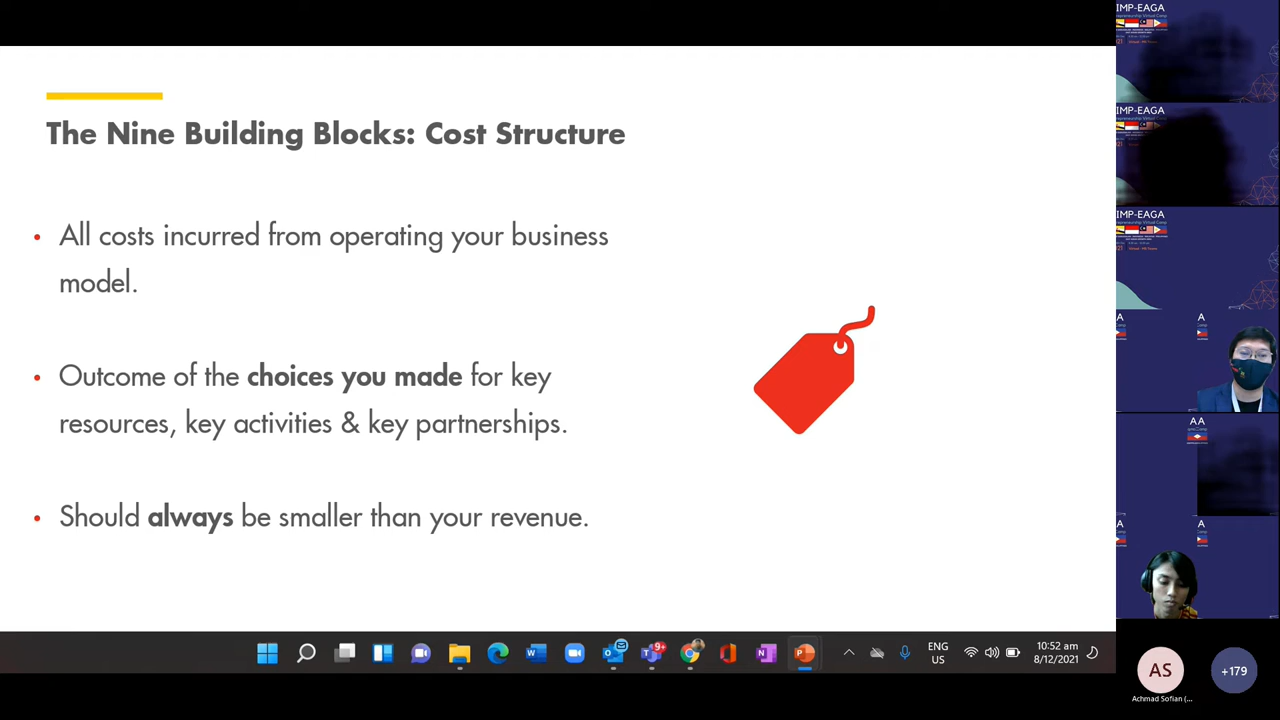 The Nine Building Blocks: Cost Structure
• All costs incurred from operating your business
model.
• Outcome of the choices you made for key
resources, key activities & key partnerships.
• Should always be smaller than your revenue.
IMP-EAGA
IMP-EAGA
IMP-EAGA
A
A
AA
A
A
AS
+179
Achmad Sofian (...
9+
ENG
US
10:52 am
8/12/2021